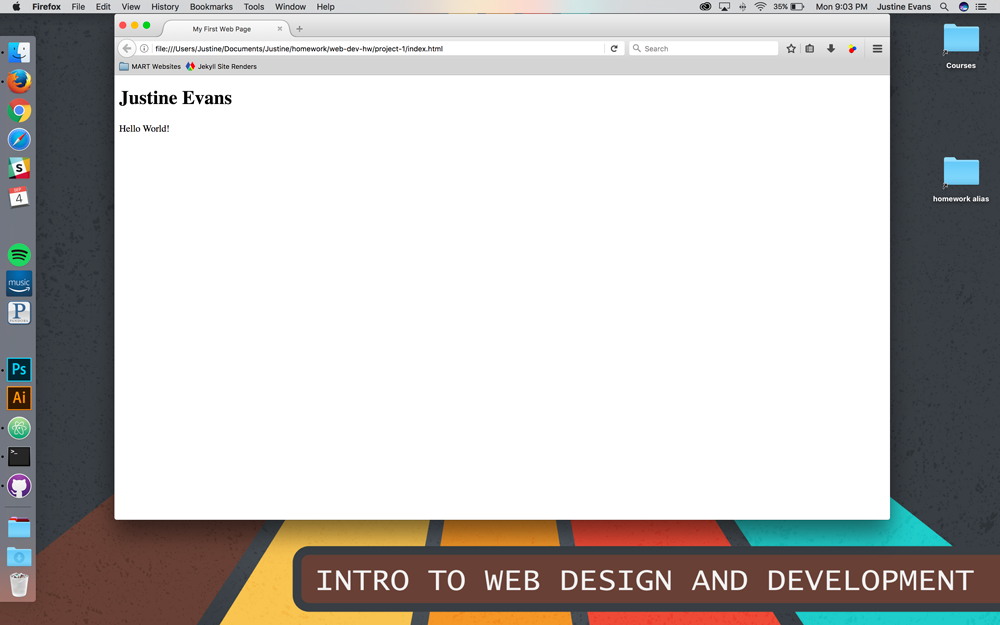 Firefox File Edit View History Bookmarks Tools Window Help 35% Mon 9:03 PM Justine Evans
My First Web Page
file:///Users/Justine/Documents/Justine/homework/web-dev-hw/project-1/index.html Search
MART Websites Jekyll Site Renders
Justine Evans
Hello World!
Courses
homework alias
S
4
music
P
Ps
Ai
>_
INTRO TO WEB DESIGN AND DEVELOPMENT